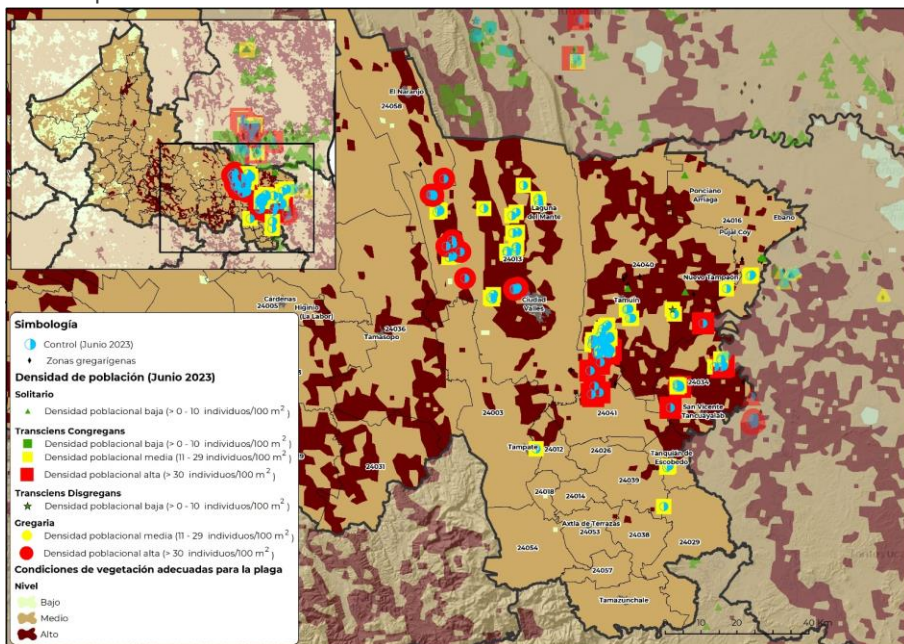 El Naranjo
24058
Ponciano
Arriaga
24016
Ebano
Pujal Coy
Laguna
del Mante
24013
24040
Nuevo Tampaón
Tamuin
Ciudad
Valles
Cárdenas
24005
Higinio
(La Labor)
24036
Tamasopo
24003
24041
24034
San Vicente
Tancuayalab
24031
Tampate
24012
24026
Tanquián de
Escobedo
24039
24018
24014
Axtla de Terrazas
24053
24038
24029
24054
24057
Tamazunchale
40 Km
Simbología
Control (Junio 2023)
Zonas gregarígenas
Densidad de población (Junio 2023)
Solitario
Densidad poblacional baja (> 0 - 10 individuos/100 m²)
Transciens Congregans
Densidad poblacional baja (> 0 - 10 individuos/100 m²)
Densidad poblacional media (11 - 29 individuos/100 m²)
Densidad poblacional alta (> 30 individuos/100 m²)
Transciens Disgregans
Densidad poblacional baja (> 0 - 10 individuos/100 m²)
Gregaria
Densidad poblacional media (11 - 29 individuos/100 m²)
Densidad poblacional alta (> 30 individuos/100 m²)
Condiciones de vegetación adecuadas para la plaga
Nivel
Bajo
Medio
Alto